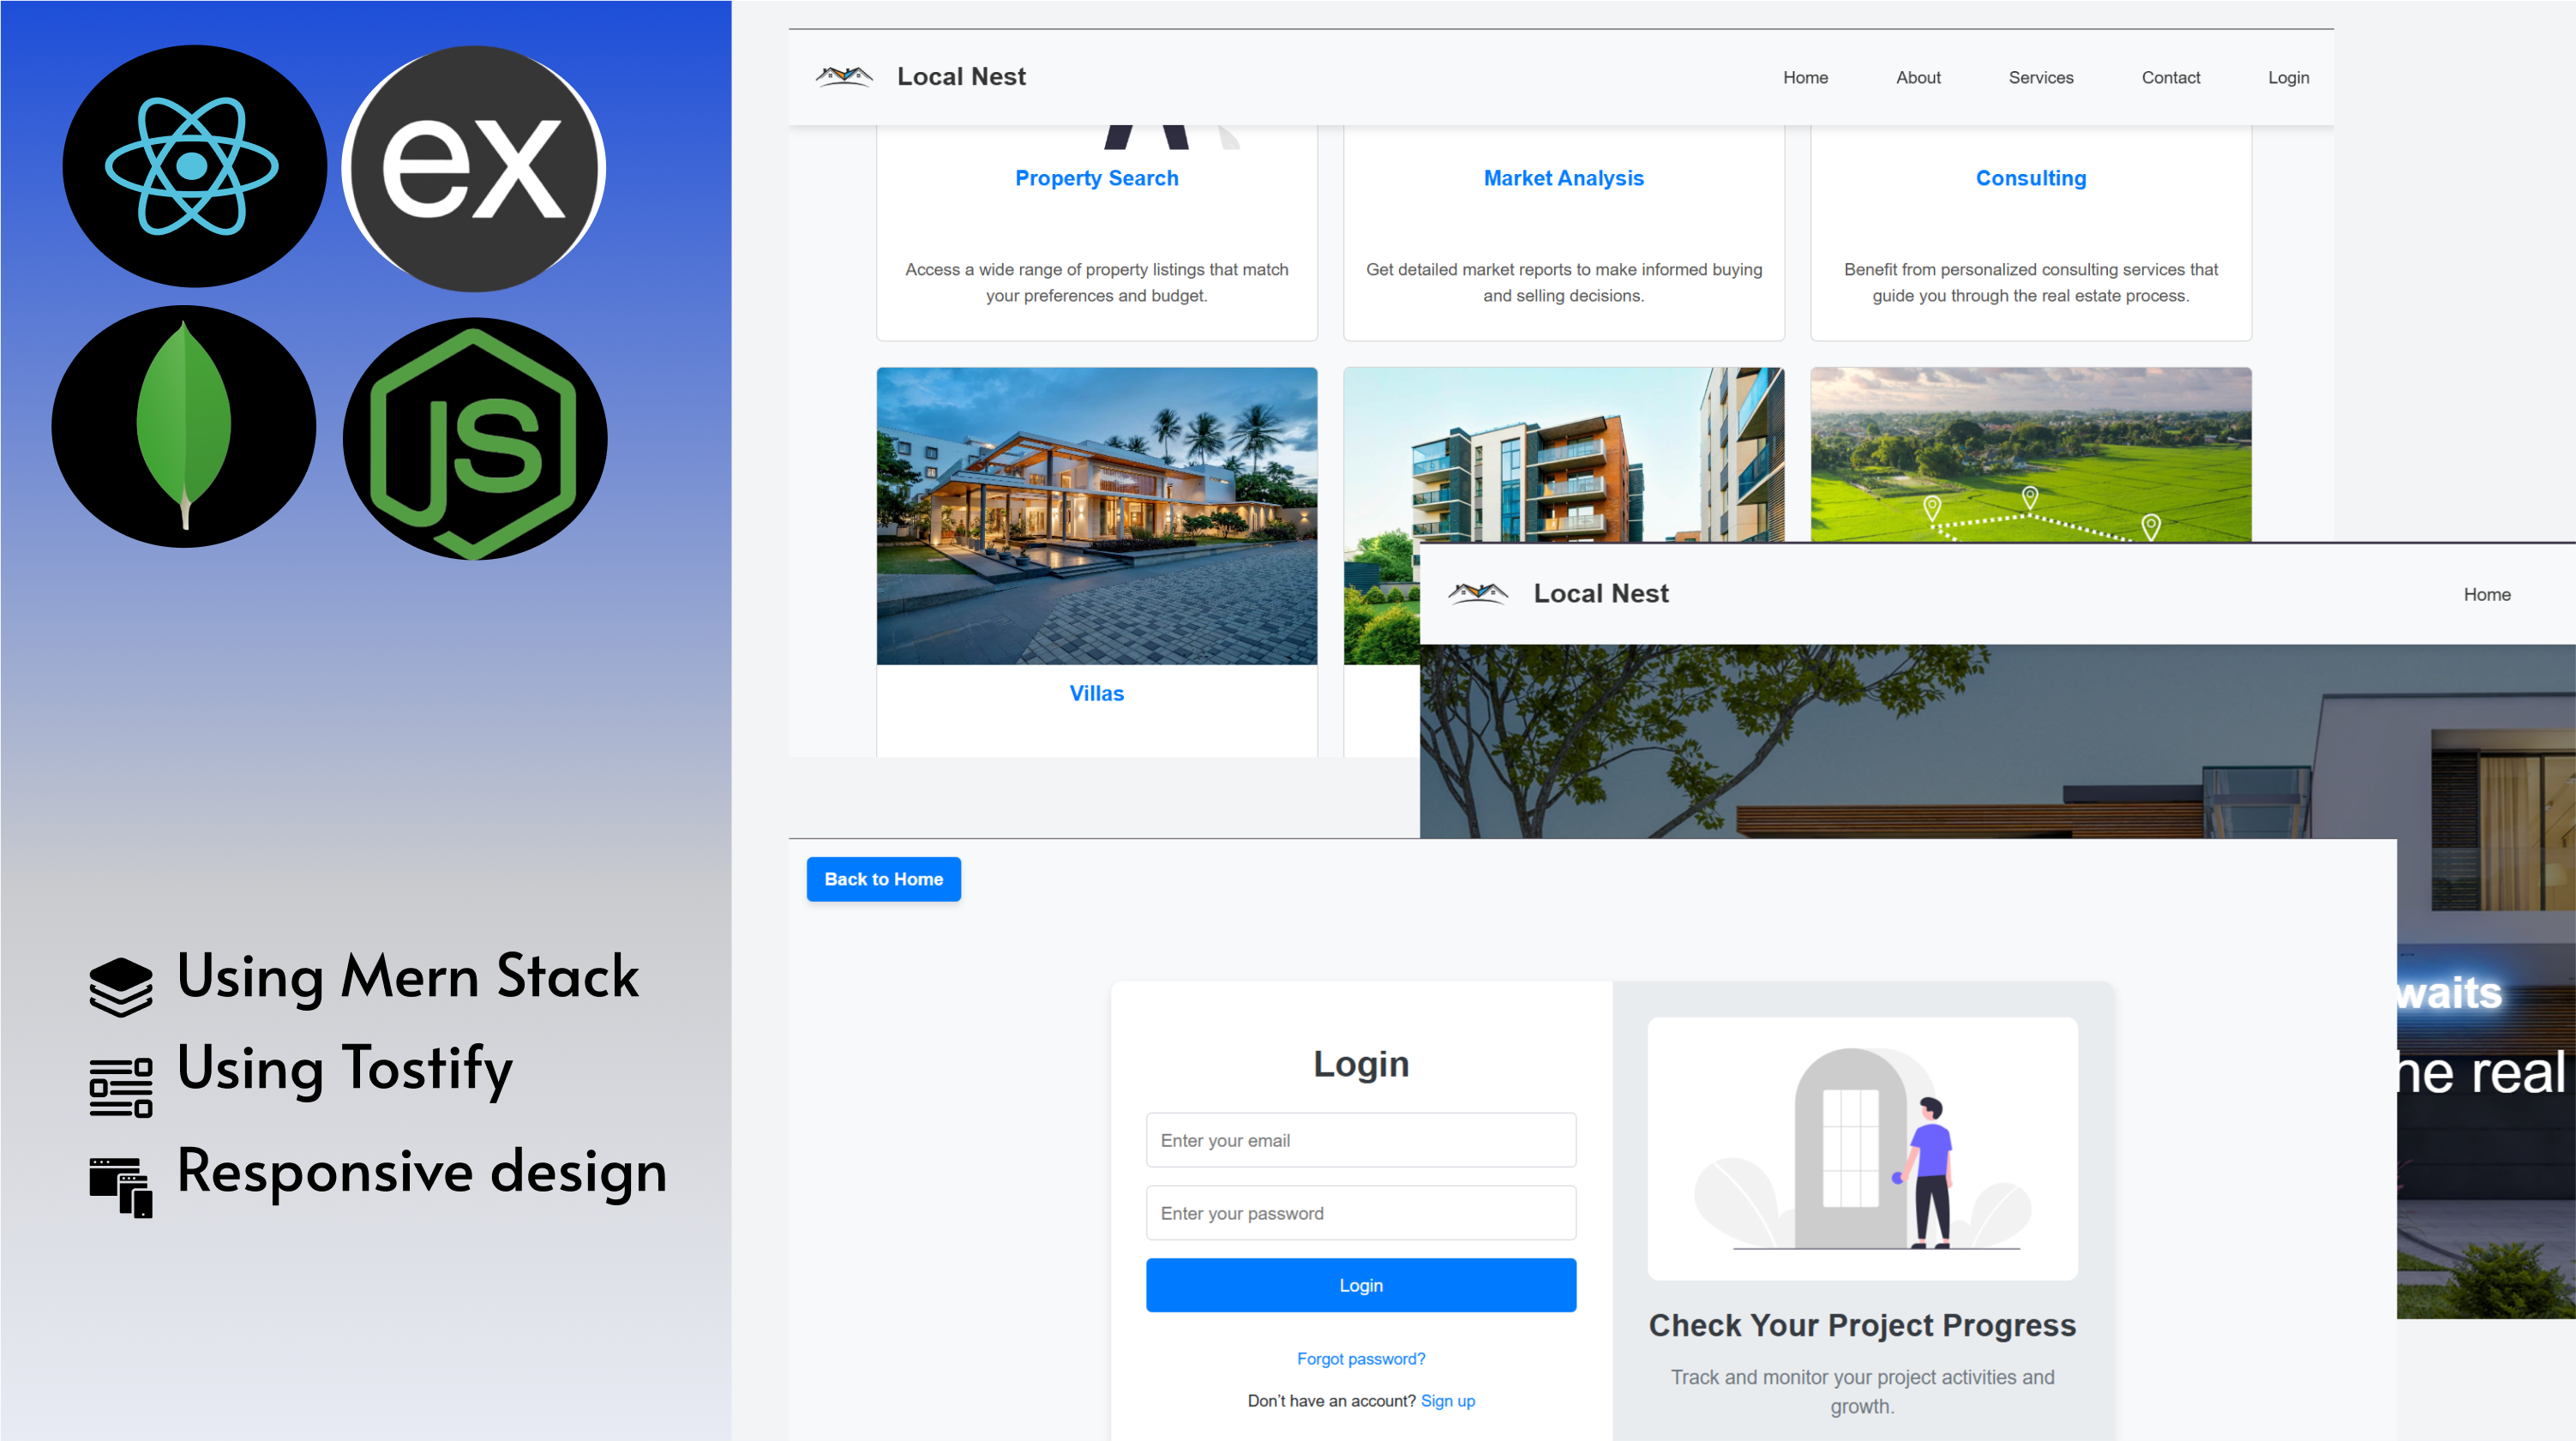 ex
JS
Using Mern Stack
Using Tostify
Responsive design
Local Nest
Home
About
Services
Contact
Login
Property Search
Market Analysis
Consulting
Access a wide range of property listings that match
your preferences and budget.
Get detailed market reports to make informed buying
and selling decisions.
Benefit from personalized consulting services that
guide you through the real estate process.
Villas
Local Nest
Home
waits
he real
Back to Home
Login
Enter your email
Enter your password
Login
Forgot password?
Don't have an account? Sign up
Check Your Project Progress
Track and monitor your project activities and
growth.